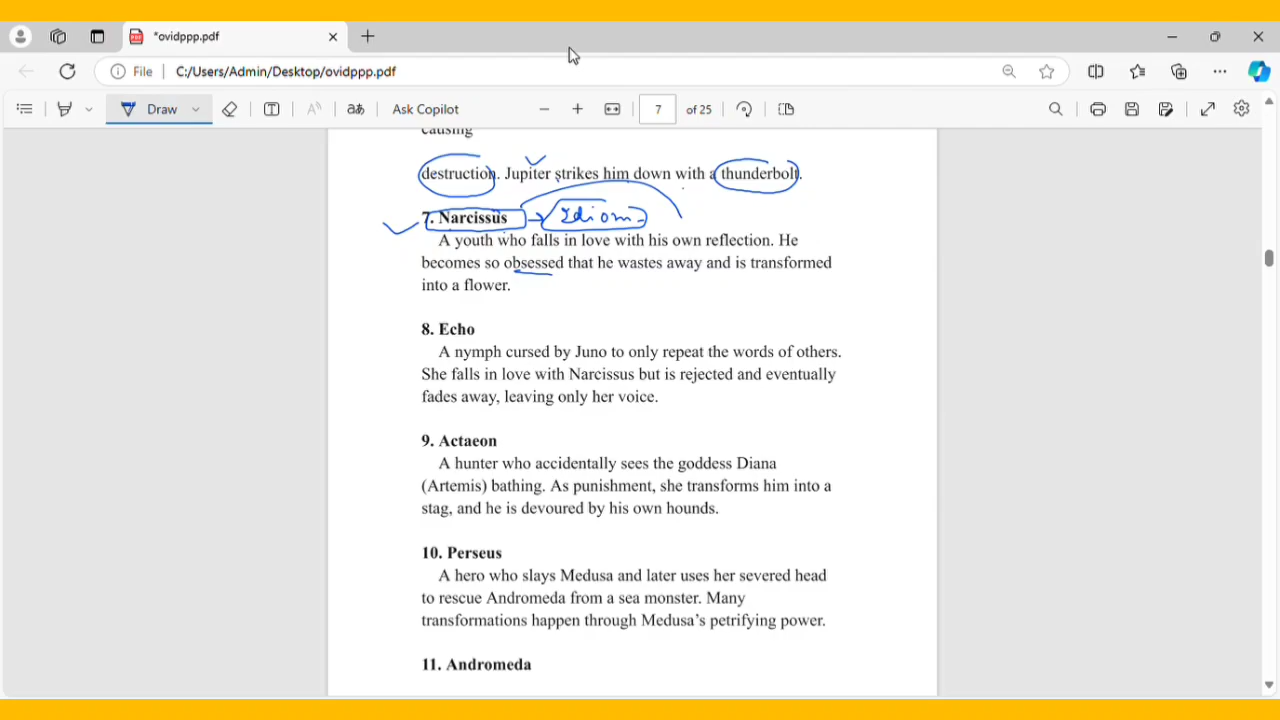 *ovidppp.pdf
File C:/Users/Admin/Desktop/ovidppp.pdf
Draw Ask Copilot 7 of 25
causing
destruction. Jupiter strikes him down with a thunderbolt.
7. Narcissus → Idiom
A youth who falls in love with his own reflection. He
becomes so obsessed that he wastes away and is transformed
into a flower.
8. Echo
A nymph cursed by Juno to only repeat the words of others.
She falls in love with Narcissus but is rejected and eventually
fades away, leaving only her voice.
9. Actaeon
A hunter who accidentally sees the goddess Diana
(Artemis) bathing. As punishment, she transforms him into a
stag, and he is devoured by his own hounds.
10. Perseus
A hero who slays Medusa and later uses her severed head
to rescue Andromeda from a sea monster. Many
transformations happen through Medusa’s petrifying power.
11. Andromeda